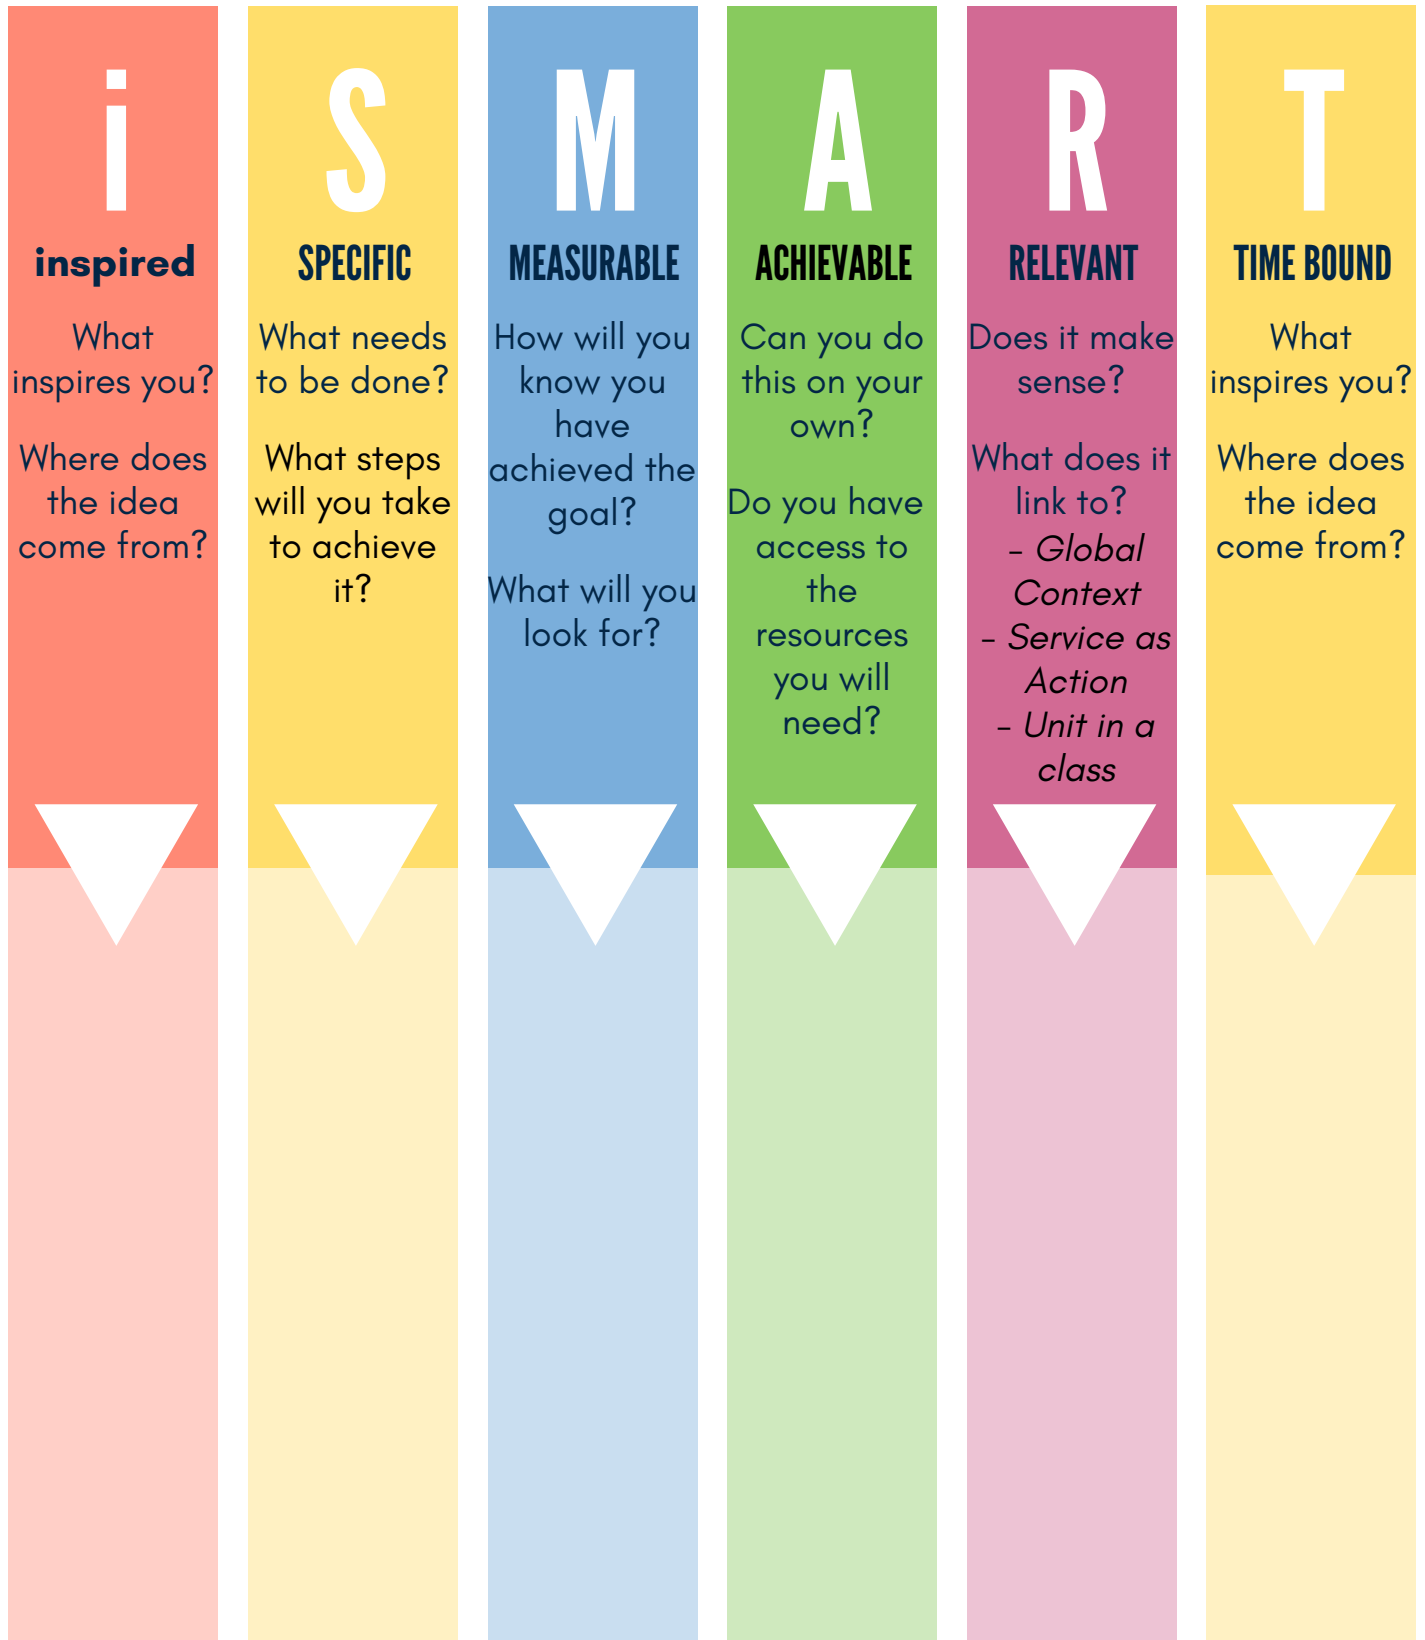 i
inspired
What
inspires you?
Where does
the idea
come from?
S
SPECIFIC
What needs
to be done?
What steps
will you take
to achieve
it?
M
MEASURABLE
How will you
know you
have
achieved the
goal?
What will you
look for?
A
ACHIEVABLE
Can you do
this on your
own?
Do you have
access to
the
resources
you will
need?
R
RELEVANT
Does it make
sense?
What does it
link to?
- Global
Context
- Service as
Action
- Unit in a
class
T
TIME BOUND
What
inspires you?
Where does
the idea
come from?